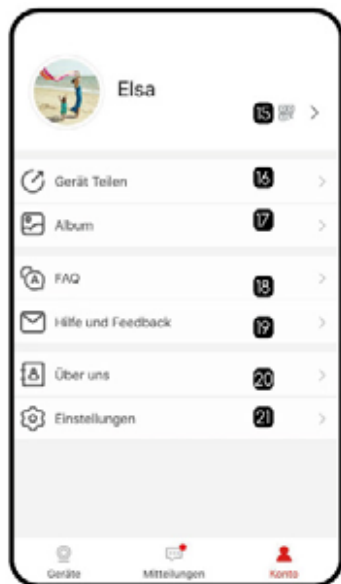 Elsa
15
Gerät Teilen 16
Album 17
FAQ 18
Hilfe und Feedback 19
Über uns 20
Einstellungen 21
Geräte Mitteilungen Konto